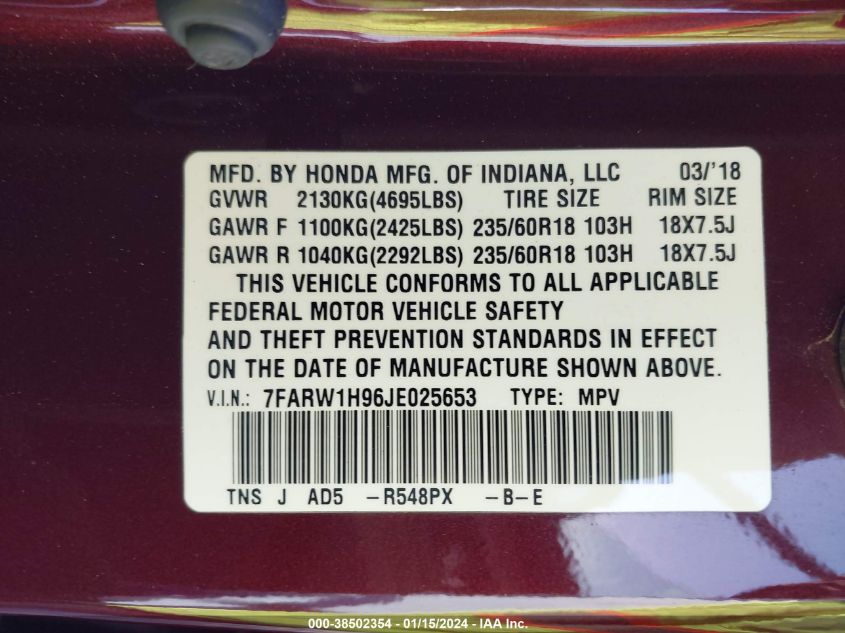 MFD. BY HONDA MFG. OF INDIANA, LLC 03/'18
GVWR 2130KG(4695LBS) TIRE SIZE RIM SIZE
GAWR F 1100KG(2425LBS) 235/60R18 103H 18X7.5J
GAWR R 1040KG(2292LBS) 235/60R18 103H 18X7.5J
THIS VEHICLE CONFORMS TO ALL APPLICABLE
FEDERAL MOTOR VEHICLE SAFETY
AND THEFT PREVENTION STANDARDS IN EFFECT
ON THE DATE OF MANUFACTURE SHOWN ABOVE.
V.I.N.: 7FARW1H96JE025653 TYPE: MPV
TNS J AD5 -R548PX -B-E
000-38502354 - 01/15/2024 - IAA Inc.